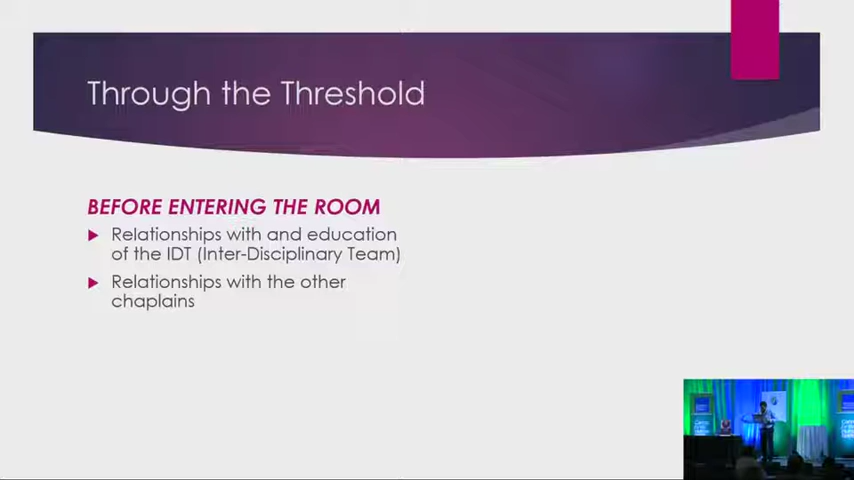 Through the Threshold
BEFORE ENTERING THE ROOM
Relationships with and education
of the IDT (Inter-Disciplinary Team)
Relationships with the other
chaplains